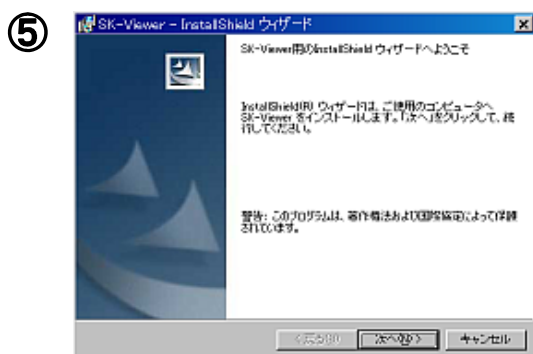 ⑤
SK-Viewer - InstallShield ウィザード
SK-Viewer用のInstallShield ウィザードへようこそ
InstallShield(R) ウィザードは、ご使用のコンピュータへ
SK-Viewer をインストールします。「次へ」をクリックして、続
行してください。
警告: このプログラムは、著作権法および国際協定によって保護
されています。
< 戻る(B)
次へ(N) >
キャンセル